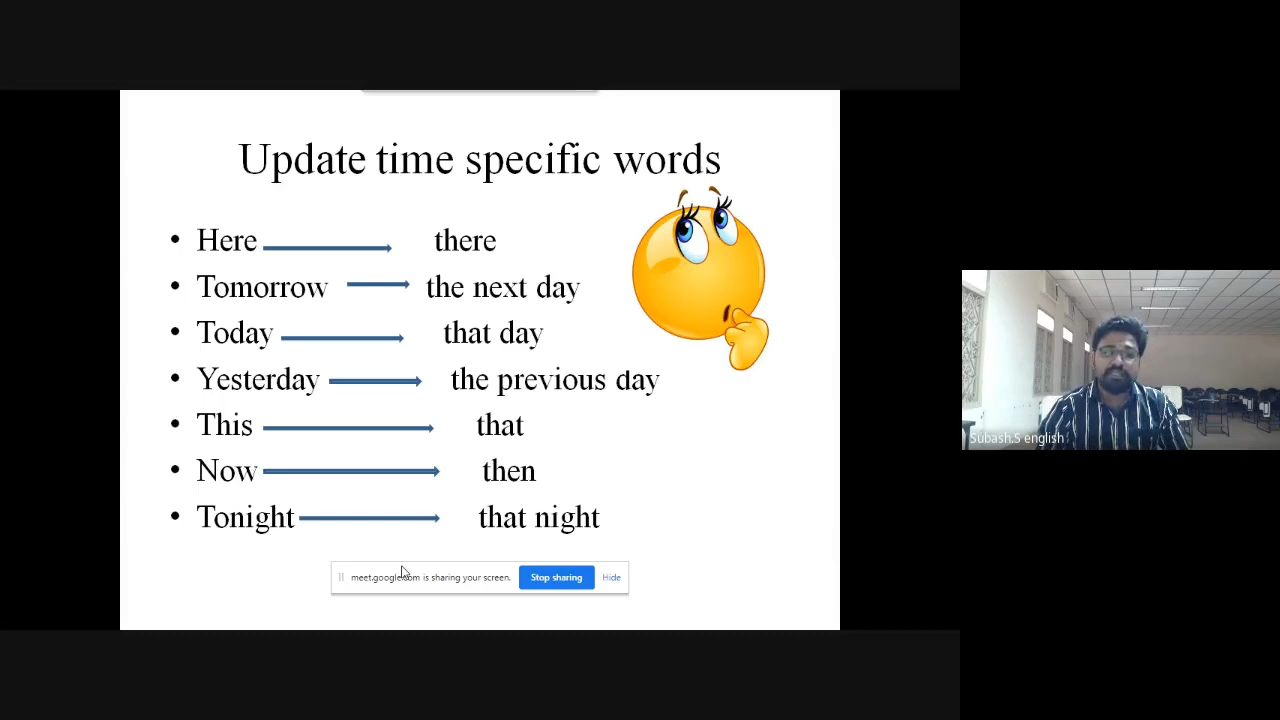 Update time specific words
• Here there
• Tomorrow the next day
• Today that day
• Yesterday the previous day
• This that
• Now then
• Tonight that night
meet.google.com is sharing your screen. Stop sharing Hide
Subash.S english